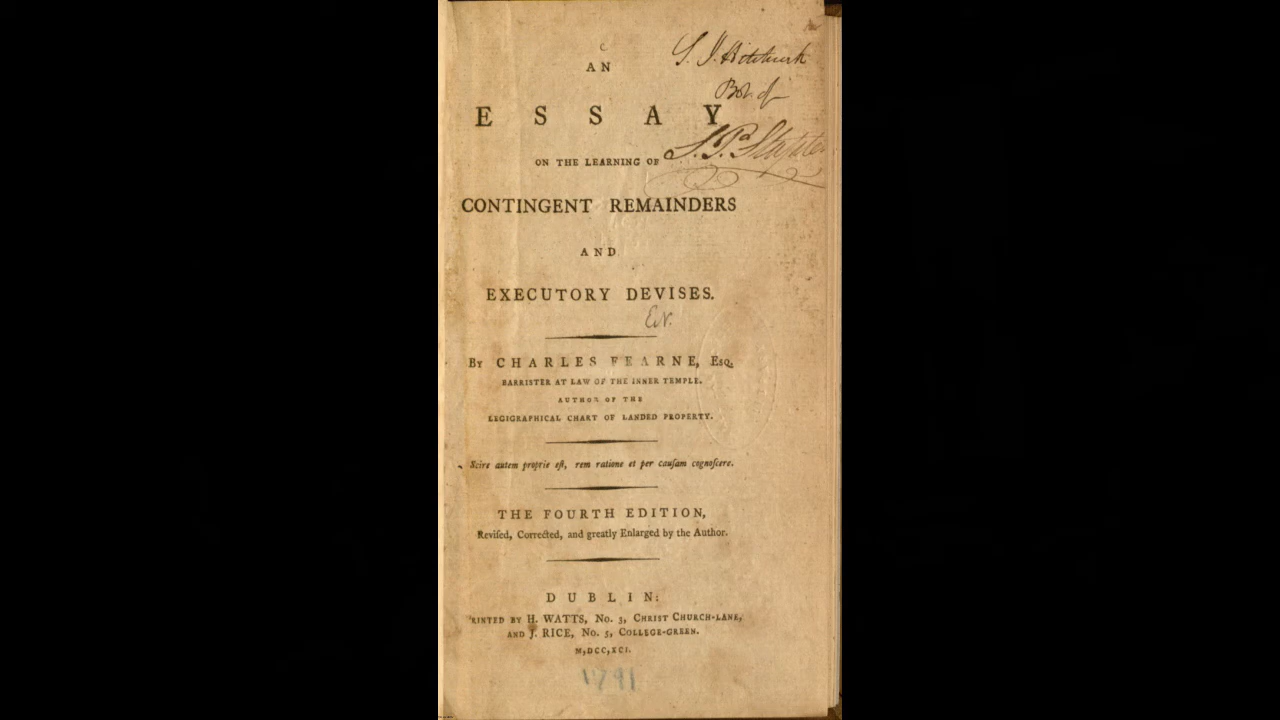 AN
S. J. Hitchcock
Bot. of
ESSAY
S. P.
ON THE LEARNING OF
CONTINGENT REMAINDERS
AND
EXECUTORY DEVISES.
By CHARLES FEARNE, Esq.
BARRISTER AT LAW OF THE INNER TEMPLE.
AUTHOR OF THE
LEGIGRAPHICAL CHART OF LANDED PROPERTY.
Scire autem proprie eſt, rem ratione et per cauſam cognoſcere.
THE FOURTH EDITION,
Reviſed, Corrected, and greatly Enlarged by the Author.
DUBLIN:
PRINTED BY H. WATTS, No. 3, CHRIST CHURCH-LANE,
AND J. RICE, No. 5, COLLEGE-GREEN.
M,DCC,XCI.
1791